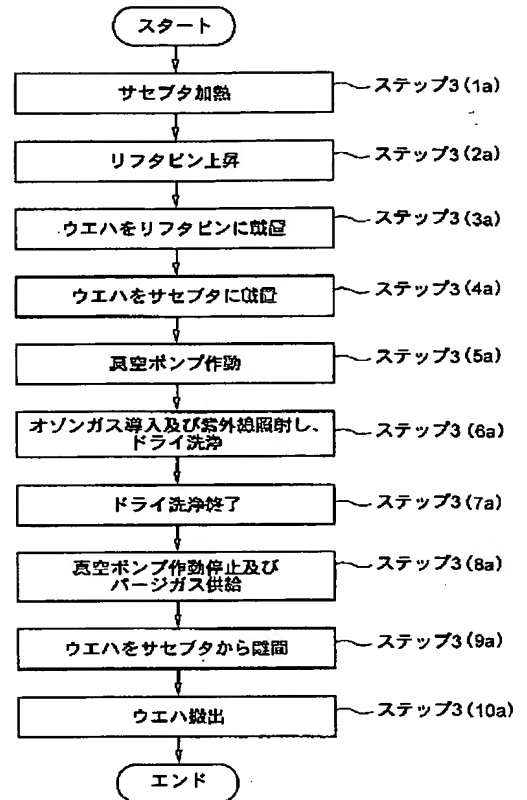 スタート
サセプタ加熱
ステップ3(1a)
リフタピン上昇
ステップ3(2a)
ウエハをリフタピンに載置
ステップ3(3a)
ウエハをサセプタに載置
ステップ3(4a)
真空ポンプ作動
ステップ3(5a)
オゾンガス導入及び紫外線照射し、
ドライ洗浄
ステップ3(6a)
ドライ洗浄終了
ステップ3(7a)
真空ポンプ作動停止及び
パージガス供給
ステップ3(8a)
ウエハをサセプタから離間
ステップ3(9a)
ウエハ搬出
ステップ3(10a)
エンド